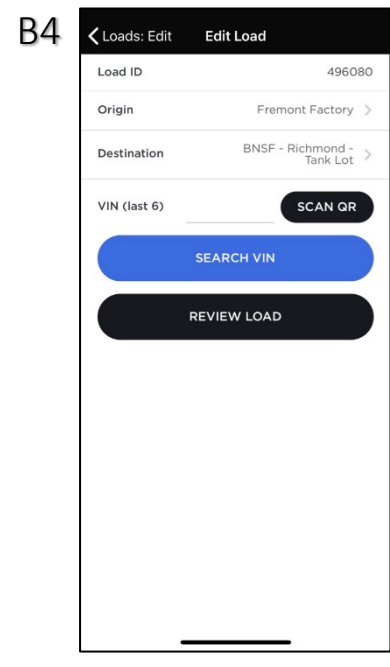 B4
Loads: Edit Edit Load
Load ID 496080
Origin Fremont Factory
Destination BNSF - Richmond -
Tank Lot
VIN (last 6) SCAN QR
SEARCH VIN
REVIEW LOAD